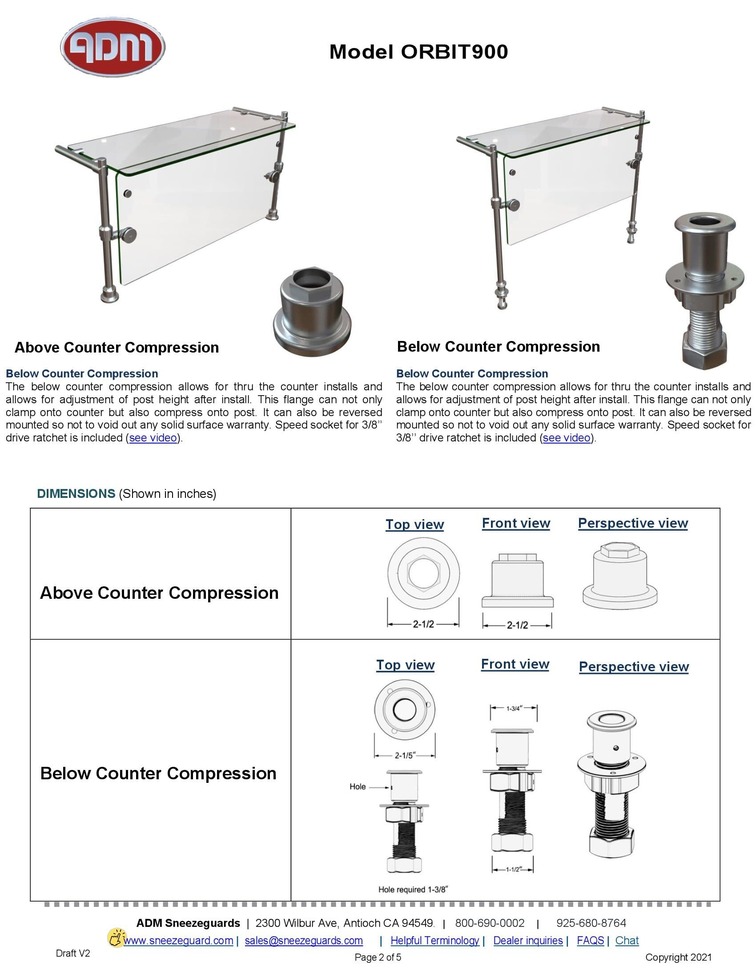 ADM
Model ORBIT900
Above Counter Compression
Below Counter Compression
The below counter compression allows for thru the counter installs and
allows for adjustment of post height after install. This flange can not only
clamp onto counter but also compress onto post. It can also be reversed
mounted so not to void out any solid surface warranty. Speed socket for 3/8’’
drive ratchet is included (see video).
Below Counter Compression
Below Counter Compression
The below counter compression allows for thru the counter installs and
allows for adjustment of post height after install. This flange can not only
clamp onto counter but also compress onto post. It can also be reversed
mounted so not to void out any solid surface warranty. Speed socket for
3/8’’ drive ratchet is included (see video).
DIMENSIONS (Shown in inches)
Above Counter Compression
Top view
Front view
Perspective view
2-1/2
2-1/2
Below Counter Compression
Top view
Front view
Perspective view
2-1/5"
1-3/4"
Hole
1-1/2"
Hole required 1-3/8"
ADM Sneezeguards | 2300 Wilbur Ave, Antioch CA 94549. | 800-690-0002 | 925-680-8764
www.sneezeguard.com | sales@sneezeguards.com | Helpful Terminology | Dealer inquiries | FAQS | Chat
Draft V2
Page 2 of 5
Copyright 2021